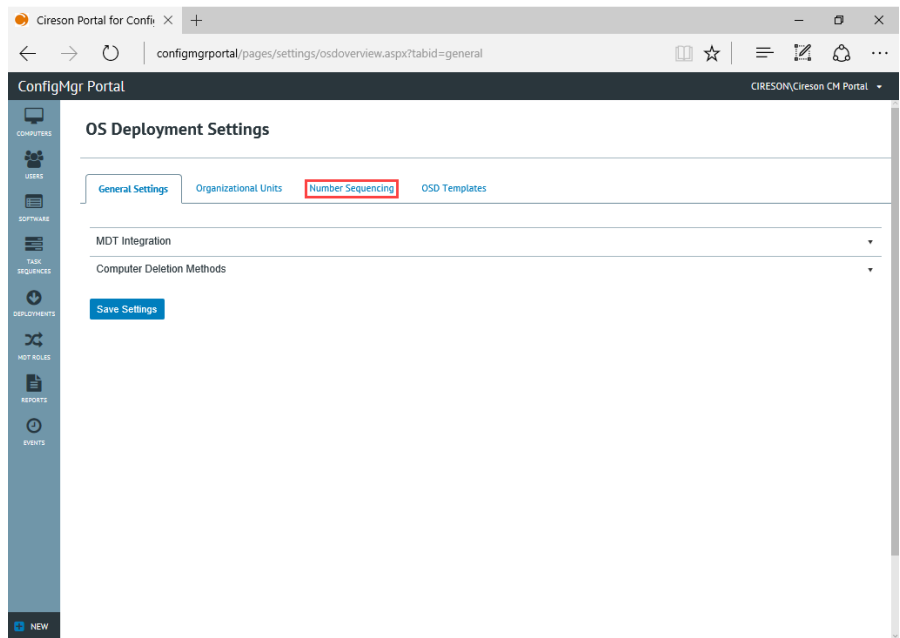 Cireson Portal for Config
configmgrportal/pages/settings/osdoverview.aspx?tabid=general
ConfigMgr Portal
CIRESON\Cireson CM Portal
COMPUTERS
USERS
SOFTWARE
TASK
SEQUENCES
DEPLOYMENTS
MDT ROLES
REPORTS
EVENTS
NEW
OS Deployment Settings
General Settings
Organizational Units
Number Sequencing
OSD Templates
MDT Integration
Computer Deletion Methods
Save Settings